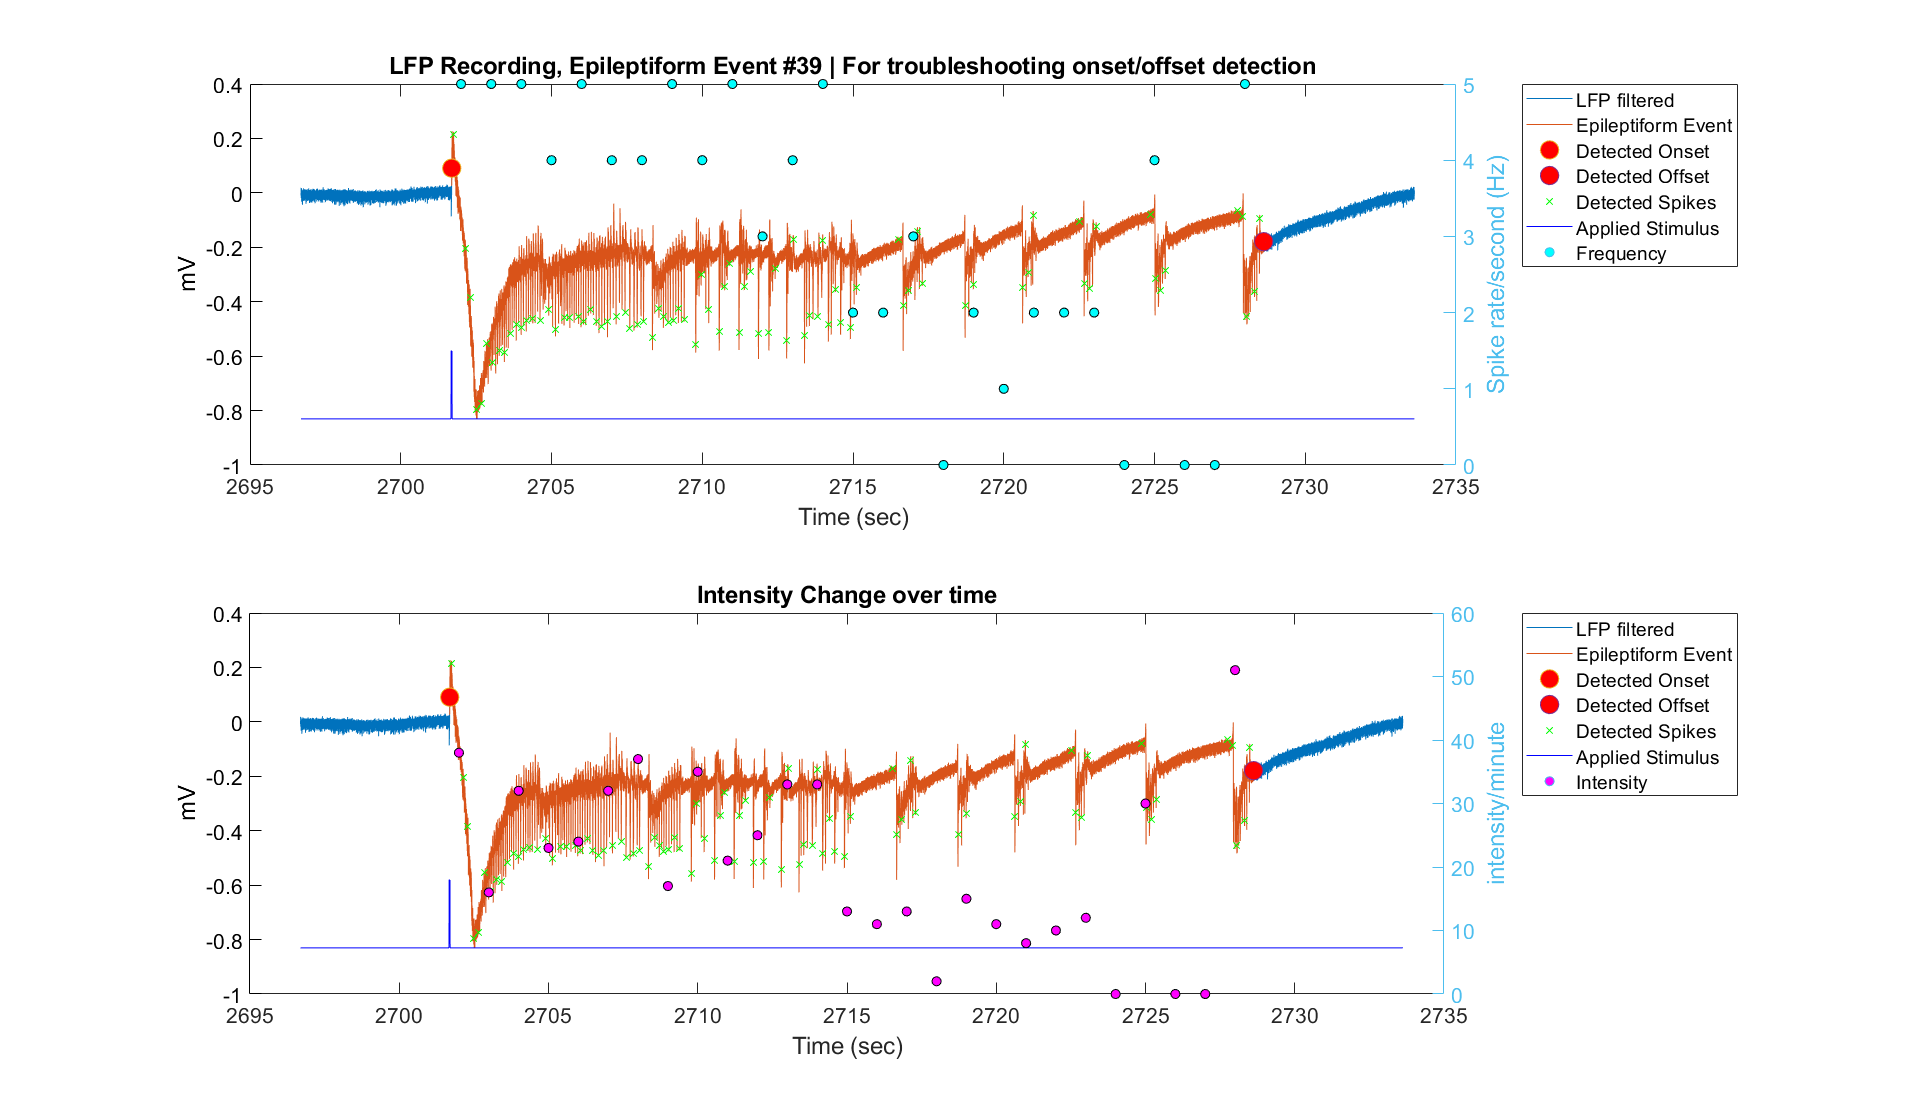 LFP Recording, Epileptiform Event #39 | For troubleshooting onset/offset detection
0.4
0.2
0
-0.2
-0.4
-0.6
-0.8
-1
mV
5
4
3
2
1
0
Spike rate/second (Hz)
2695 2700 2705 2710 2715 2720 2725 2730 2735
Time (sec)
LFP filtered
Epileptiform Event
Detected Onset
Detected Offset
Detected Spikes
Applied Stimulus
Frequency
Intensity Change over time
0.4
0.2
0
-0.2
-0.4
-0.6
-0.8
-1
mV
60
50
40
30
20
10
0
intensity/minute
2695 2700 2705 2710 2715 2720 2725 2730 2735
Time (sec)
LFP filtered
Epileptiform Event
Detected Onset
Detected Offset
Detected Spikes
Applied Stimulus
Intensity